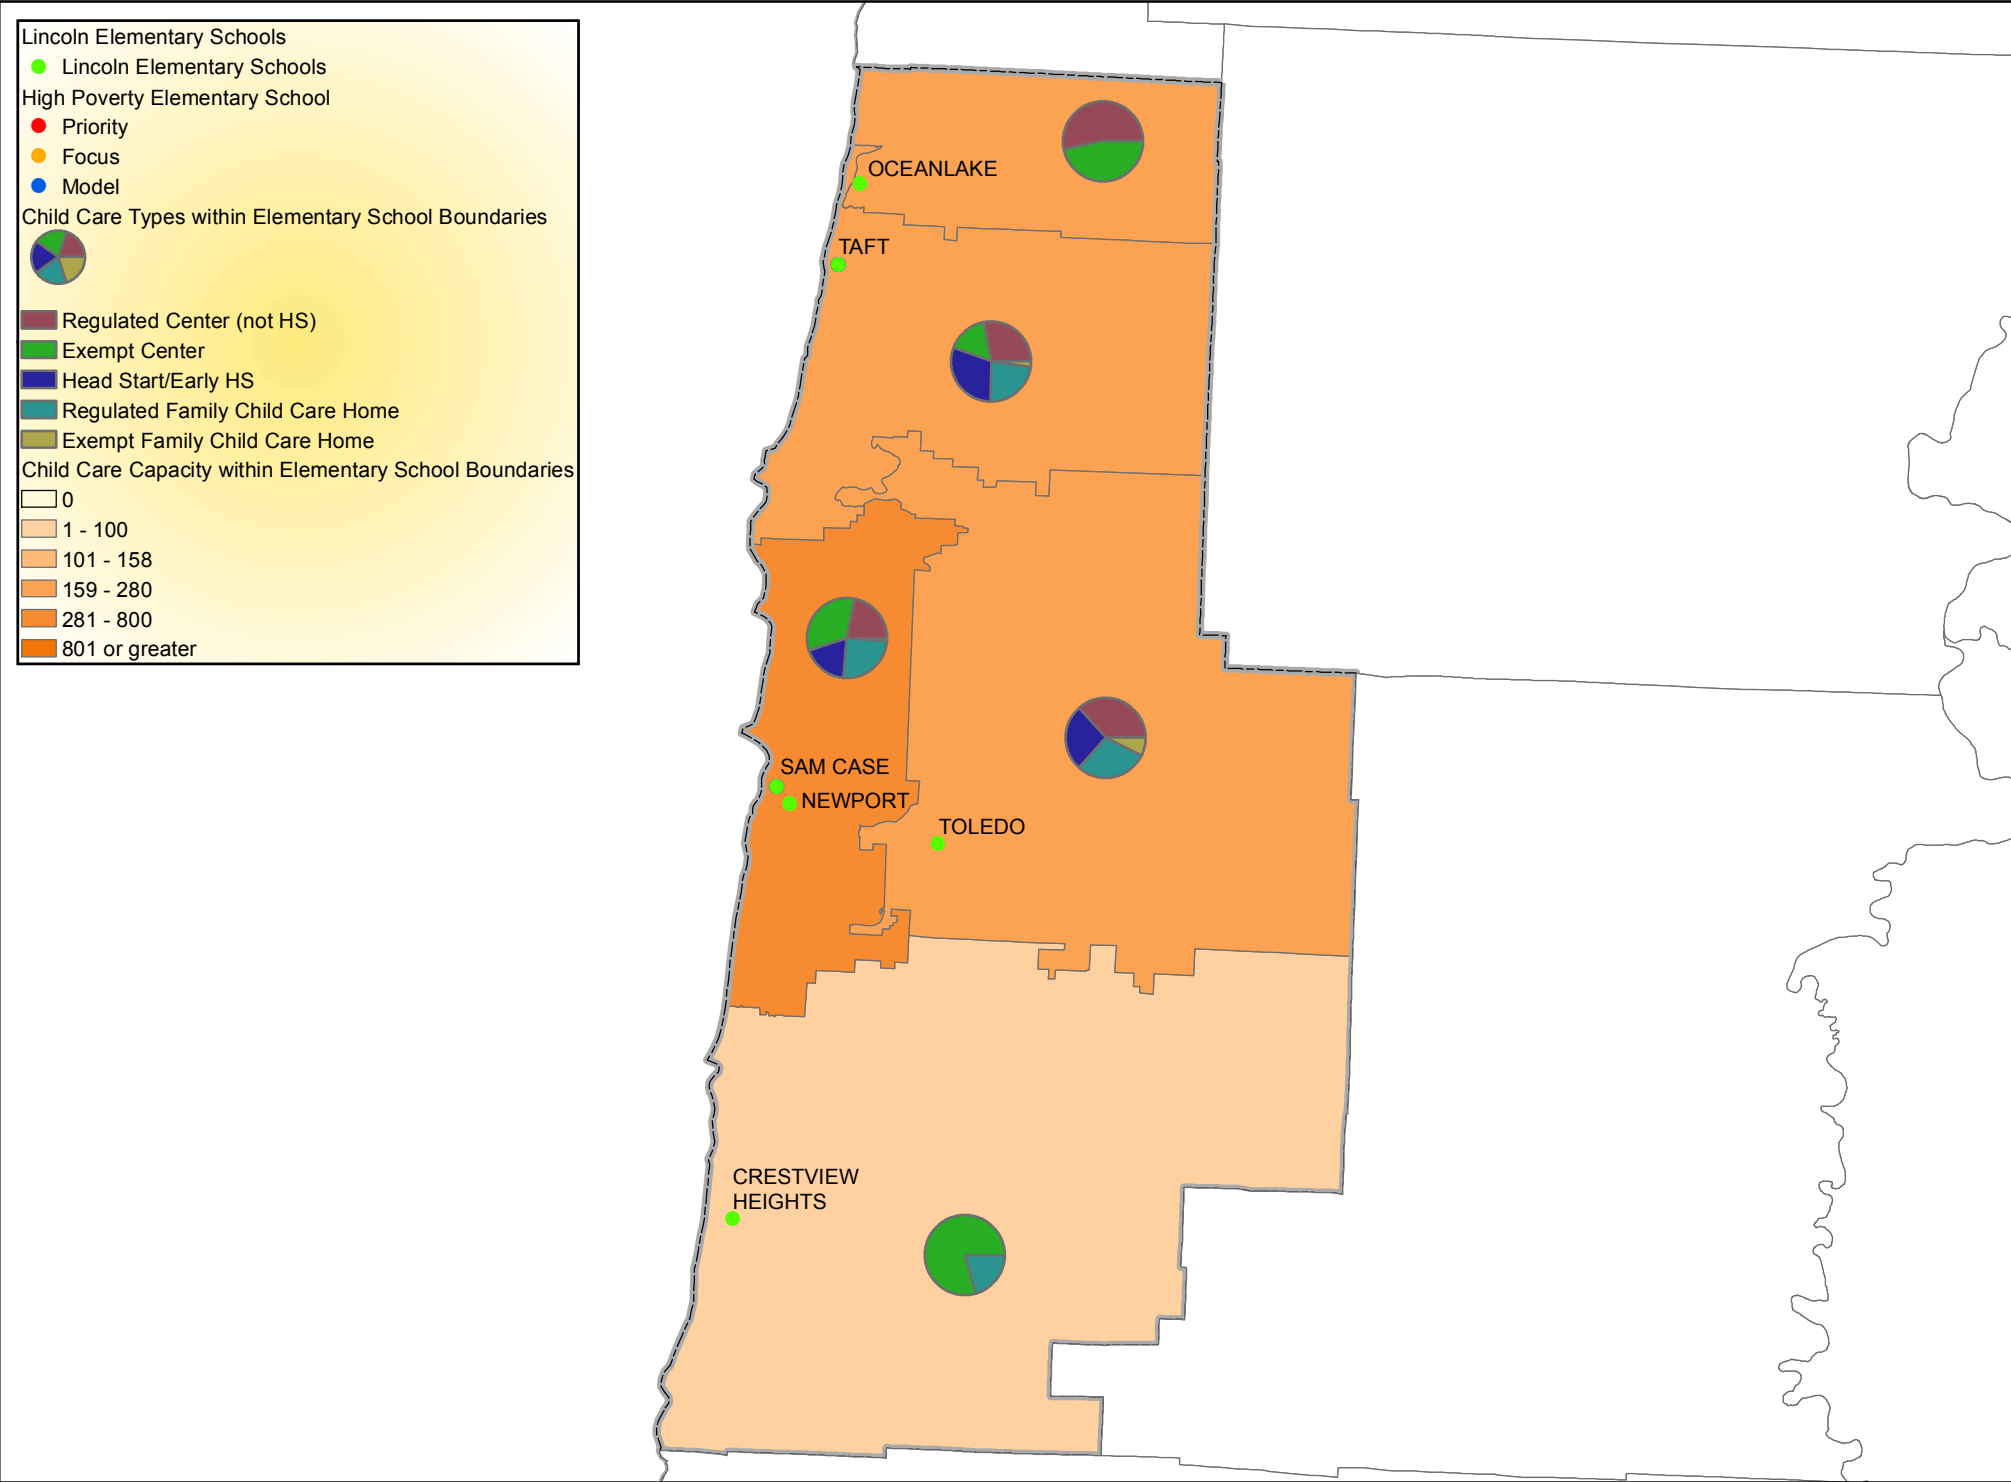 Lincoln Elementary Schools
Lincoln Elementary Schools
High Poverty Elementary School
Priority
Focus
Model
Child Care Types within Elementary School Boundaries
Regulated Center (not HS)
Exempt Center
Head Start/Early HS
Regulated Family Child Care Home
Exempt Family Child Care Home
Child Care Capacity within Elementary School Boundaries
0
1 - 100
101 - 158
159 - 280
281 - 800
801 or greater
OCEANLAKE
TAFT
SAM CASE
NEWPORT
TOLEDO
CRESTVIEW
HEIGHTS